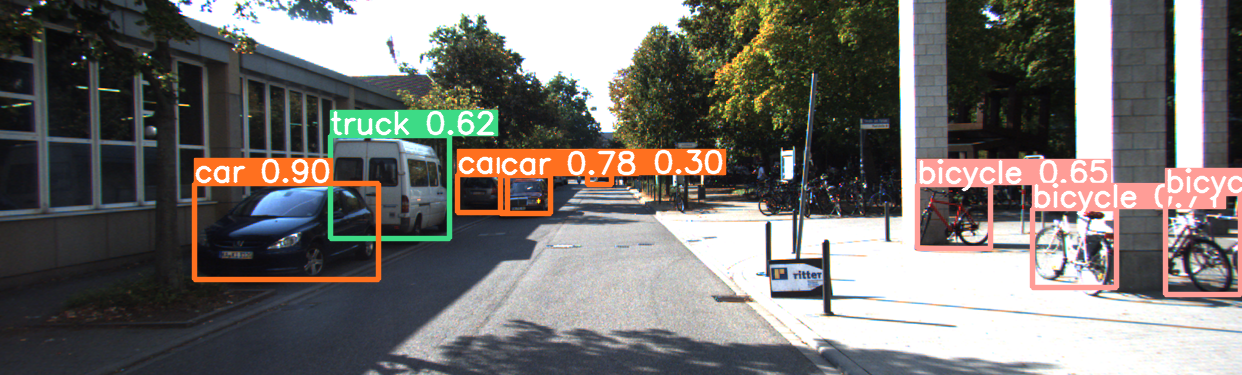 truck 0.62
car 0.90
ca
car 0.78
0.30
bicycle 0.65
bicycle
bicyc
ritter